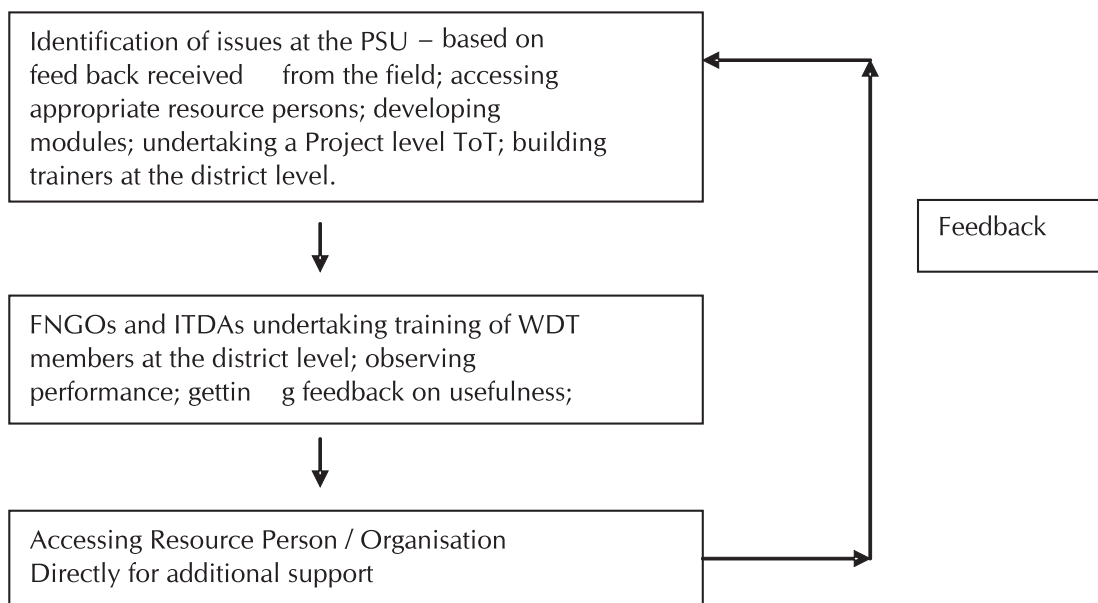 Identification of issues at the PSU – based on
feed back received from the field; accessing
appropriate resource persons; developing
modules; undertaking a Project level ToT; building
trainers at the district level.
Feedback
FNGOs and ITDAs undertaking training of WDT
members at the district level; observing
performance; gettin g feedback on usefulness;
Accessing Resource Person / Organisation
Directly for additional support